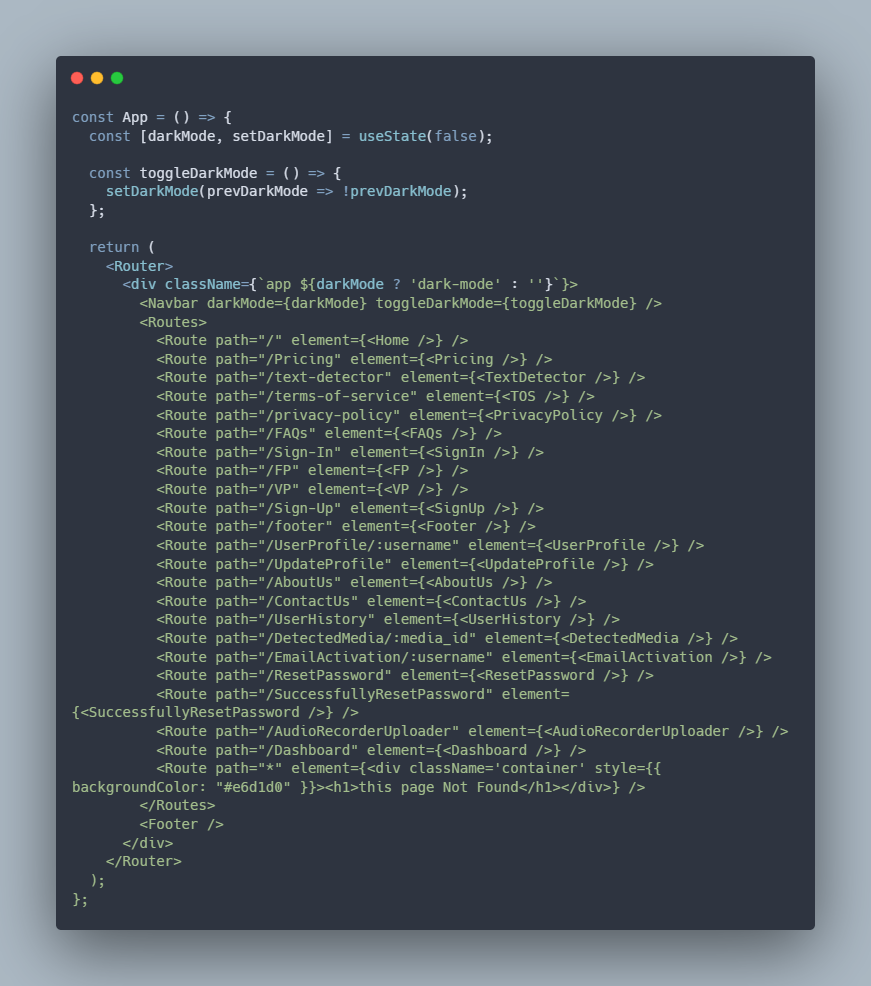 const App = () => {
  const [darkMode, setDarkMode] = useState(false);

  const toggleDarkMode = () => {
    setDarkMode(prevDarkMode => !prevDarkMode);
  };

  return (
    <Router>
      <div className={`app ${darkMode ? 'dark-mode' : ''}`}>
        <Navbar darkMode={darkMode} toggleDarkMode={toggleDarkMode} />
        <Routes>
          <Route path="/" element={<Home />} />
          <Route path="/Pricing" element={<Pricing />} />
          <Route path="/text-detector" element={<TextDetector />} />
          <Route path="/terms-of-service" element={<TOS />} />
          <Route path="/privacy-policy" element={<PrivacyPolicy />} />
          <Route path="/FAQs" element={<FAQs />} />
          <Route path="/Sign-In" element={<SignIn />} />
          <Route path="/FP" element={<FP />} />
          <Route path="/VP" element={<VP />} />
          <Route path="/Sign-Up" element={<SignUp />} />
          <Route path="/footer" element={<Footer />} />
          <Route path="/UserProfile/:username" element={<UserProfile />} />
          <Route path="/UpdateProfile" element={<UpdateProfile />} />
          <Route path="/AboutUs" element={<AboutUs />} />
          <Route path="/ContactUs" element={<ContactUs />} />
          <Route path="/UserHistory" element={<UserHistory />} />
          <Route path="/DetectedMedia/:media_id" element={<DetectedMedia />} />
          <Route path="/EmailActivation/:username" element={<EmailActivation />} />
          <Route path="/ResetPassword" element={<ResetPassword />} />
          <Route path="/SuccessfullyResetPassword" element=
{<SuccessfullyResetPassword />} />
          <Route path="/AudioRecorderUploader" element={<AudioRecorderUploader />} />
          <Route path="/Dashboard" element={<Dashboard />} />
          <Route path="*" element={<div className='container' style={{
backgroundColor: "#e6d1d0" }}><h1>this page Not Found</h1></div>} />
        </Routes>
        <Footer />
      </div>
    </Router>
  );
};